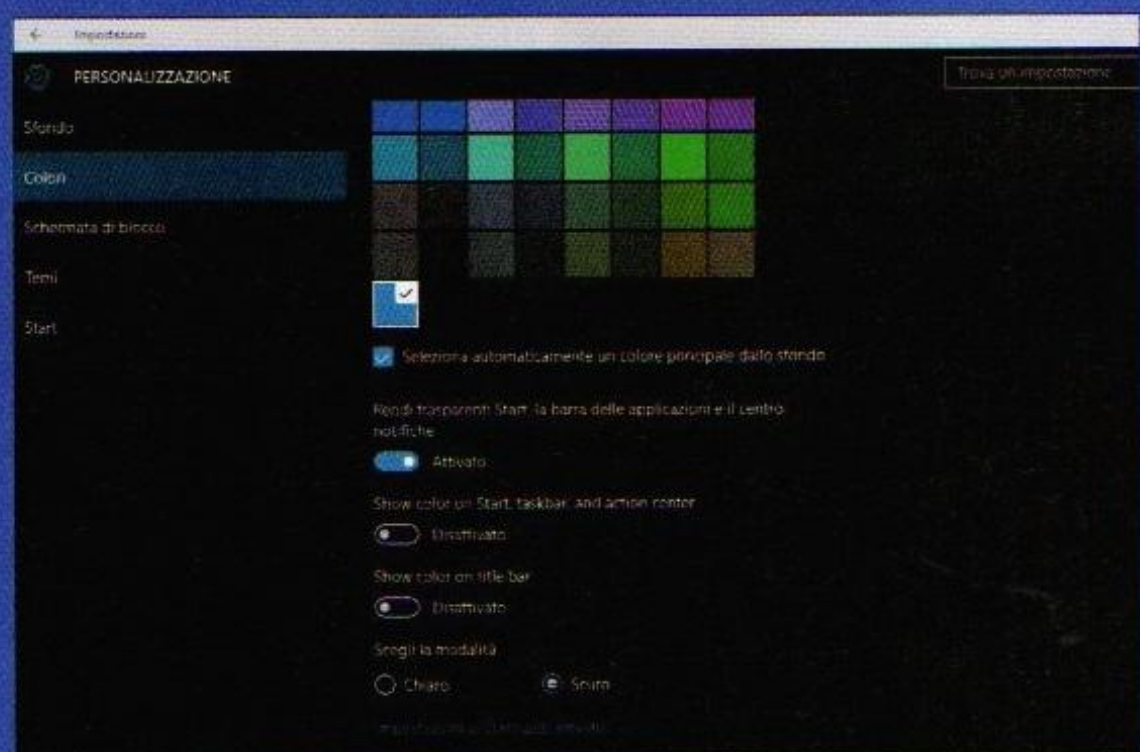 Impostazioni
PERSONALIZZAZIONE
Trova un'impostazione
Sfondo
Colori
Schermata di blocco
Temi
Start
Seleziona automaticamente un colore principale dallo sfondo
Rendi trasparenti Start, la barra delle applicazioni e il centro
notifiche
Attivato
Show color on Start, taskbar, and action center
Disattivato
Show color on title bar
Disattivato
Scegli la modalità
Chiaro
Scuro